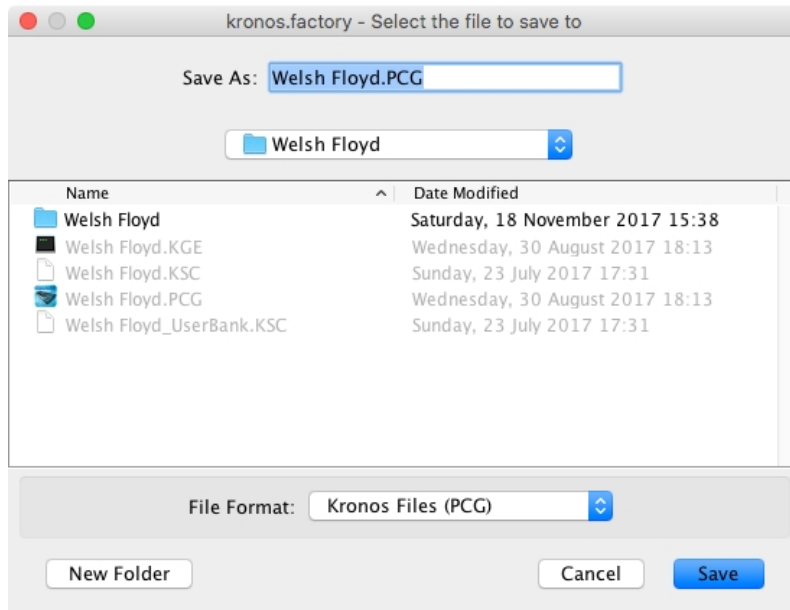 kronos.factory - Select the file to save to
Save As: Welsh Floyd.PCG
Welsh Floyd
Name Date Modified
Welsh Floyd Saturday, 18 November 2017 15:38
Welsh Floyd.KGE Wednesday, 30 August 2017 18:13
Welsh Floyd.KSC Sunday, 23 July 2017 17:31
Welsh Floyd.PCG Wednesday, 30 August 2017 18:13
Welsh Floyd_UserBank.KSC Sunday, 23 July 2017 17:31
File Format: Kronos Files (PCG)
New Folder Cancel Save